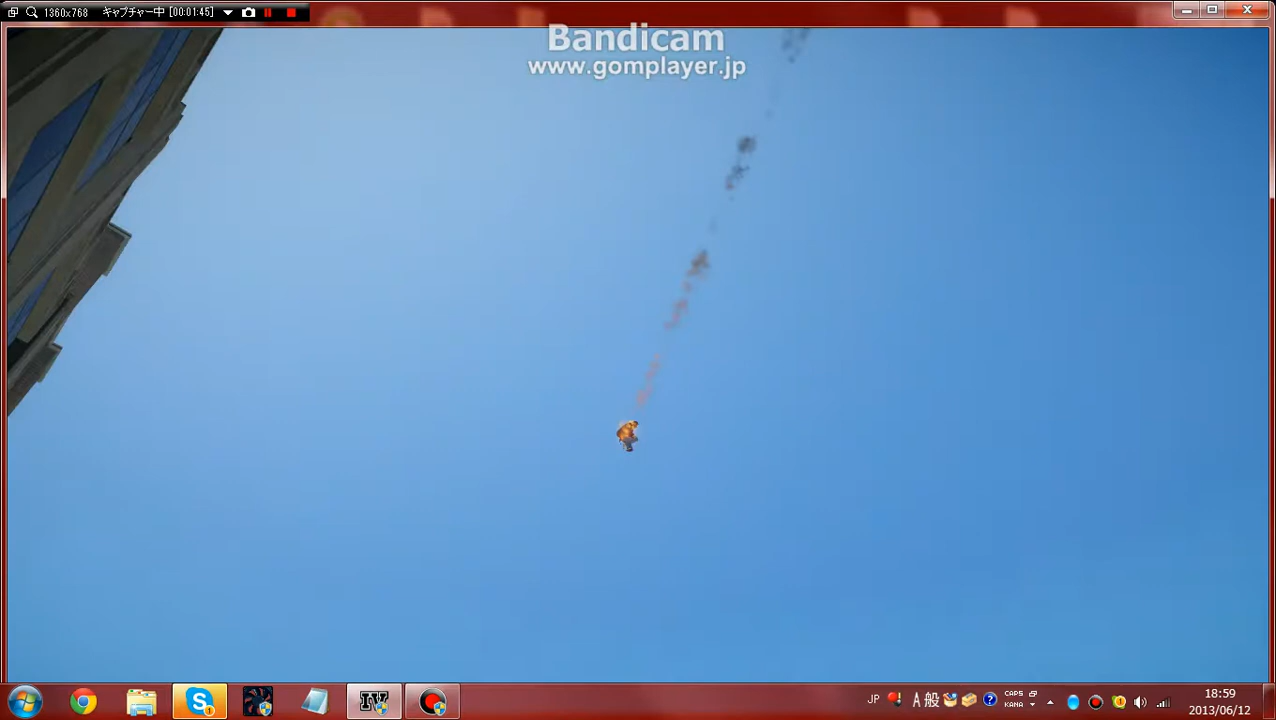 1360x768 キャプチャー中 [00:01:45]
Bandicam
www.gomplayer.jp
IV
JP A 般 CAPS KANA
18:59
2013/06/12